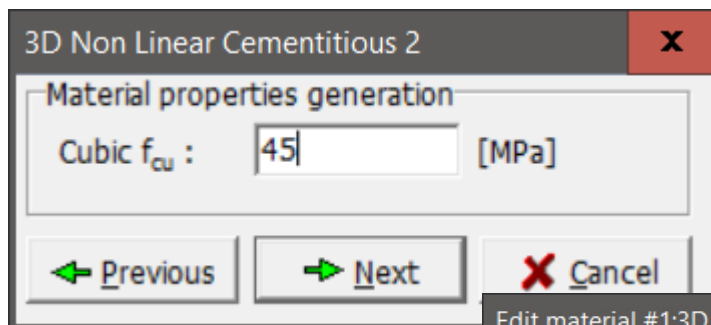 3D Non Linear Cementitious 2
x
Material properties generation
Cubic fcu : 45 [MPa]
Previous Next Cancel
Edit material #1:3D